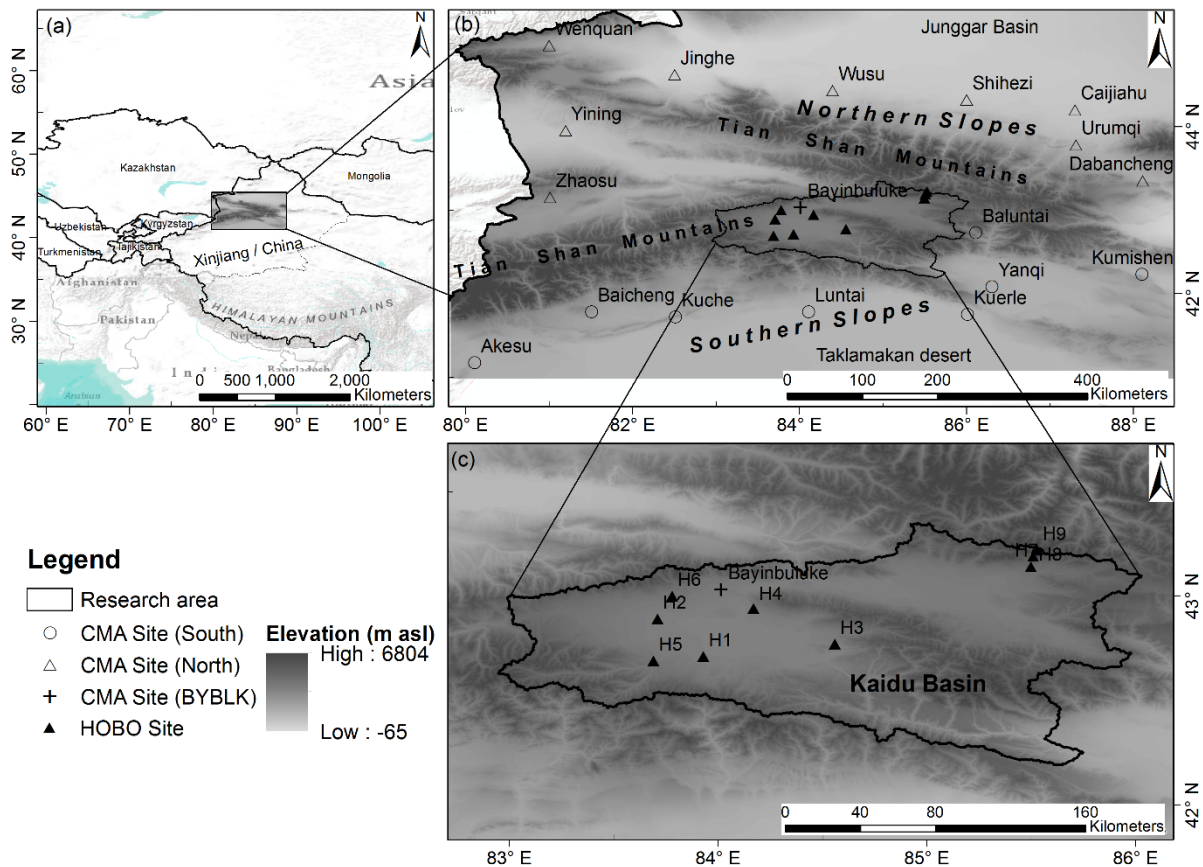 (a)
N
60° N
50° N
40° N
30° N
Asia
Kazakhstan
Mongolia
Uzbekistan
Kyrgyzstan
Turkmenistan
Tajikistan
Xinjiang / China
Afghanistan
HIMALAYAN MOUNTAINS
Pakistan
Nepal
Bangladesh
Indi
Arabian
0 500 1,000 2,000
Kilometers
60° E 70° E 80° E 90° E 100° E
(b)
N
Wenquan
Junggar Basin
Jinghe
Wusu
Shihezi
Caijiahu
Yining
Northern Slopes
Urumqi
44° N
Tian Shan Mountains
Dabancheng
Zhaosu
Bayinbuluke
Baluntai
Tian Shan Mountains
Kumishen
Yanqi
Baicheng
Kuche
Luntai
Kuerle
42° N
Southern Slopes
Akesu
Taklamakan desert
0 100 200 400
Kilometers
80° E 82° E 84° E 86° E 88° E
(c)
N
H9
H7
H8
H6
Bayinbuluke
H4
43° N
H2
H5
H1
H3
Kaidu Basin
42° N
0 40 80 160
Kilometers
83° E 84° E 85° E 86° E
Legend
Research area
CMA Site (South)
CMA Site (North)
CMA Site (BYBLK)
HOBO Site
Elevation (m asl)
High : 6804
Low : -65